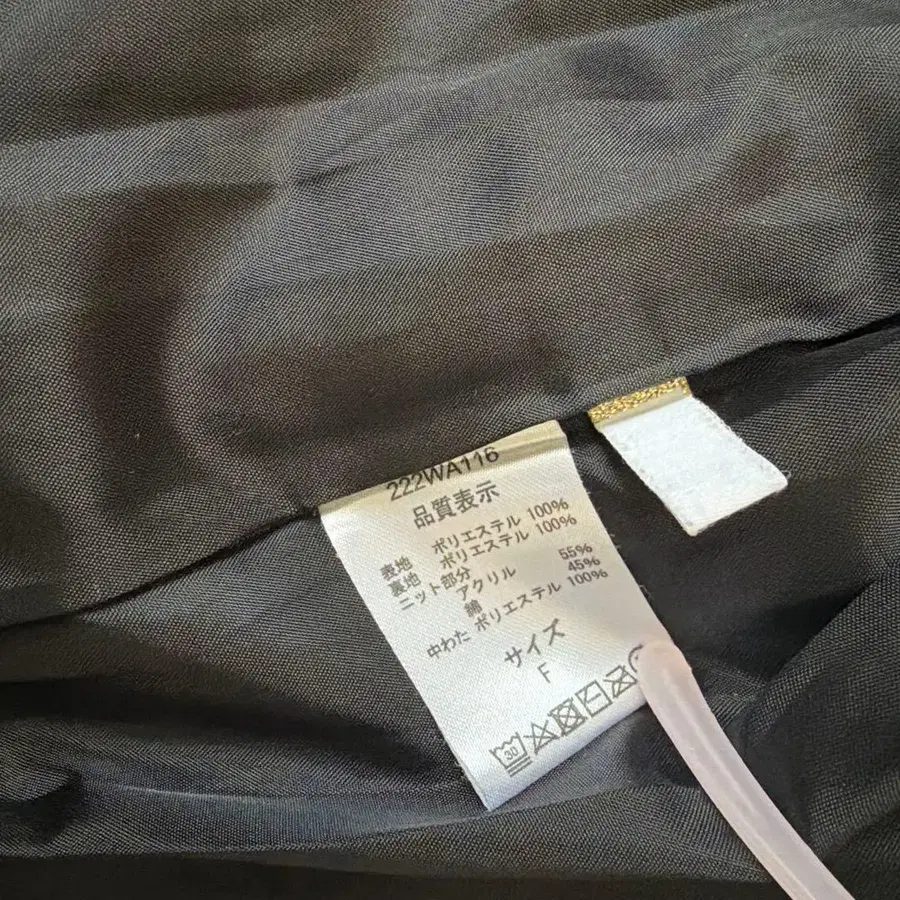 222WA116
品質表示
表地 ポリエステル 100%
裏地 ポリエステル 100%
ニット部分
アクリル 55%
綿 45%
中わた ポリエステル 100%
サイズ
F
30